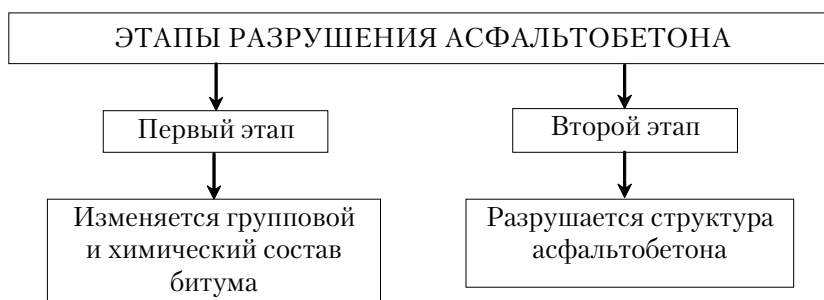 ЭТАПЫ РАЗРУШЕНИЯ АСФАЛЬТОБЕТОНА
Первый этап
Второй этап
Изменяется групповой
и химический состав
битума
Разрушается структура
асфальтобетона